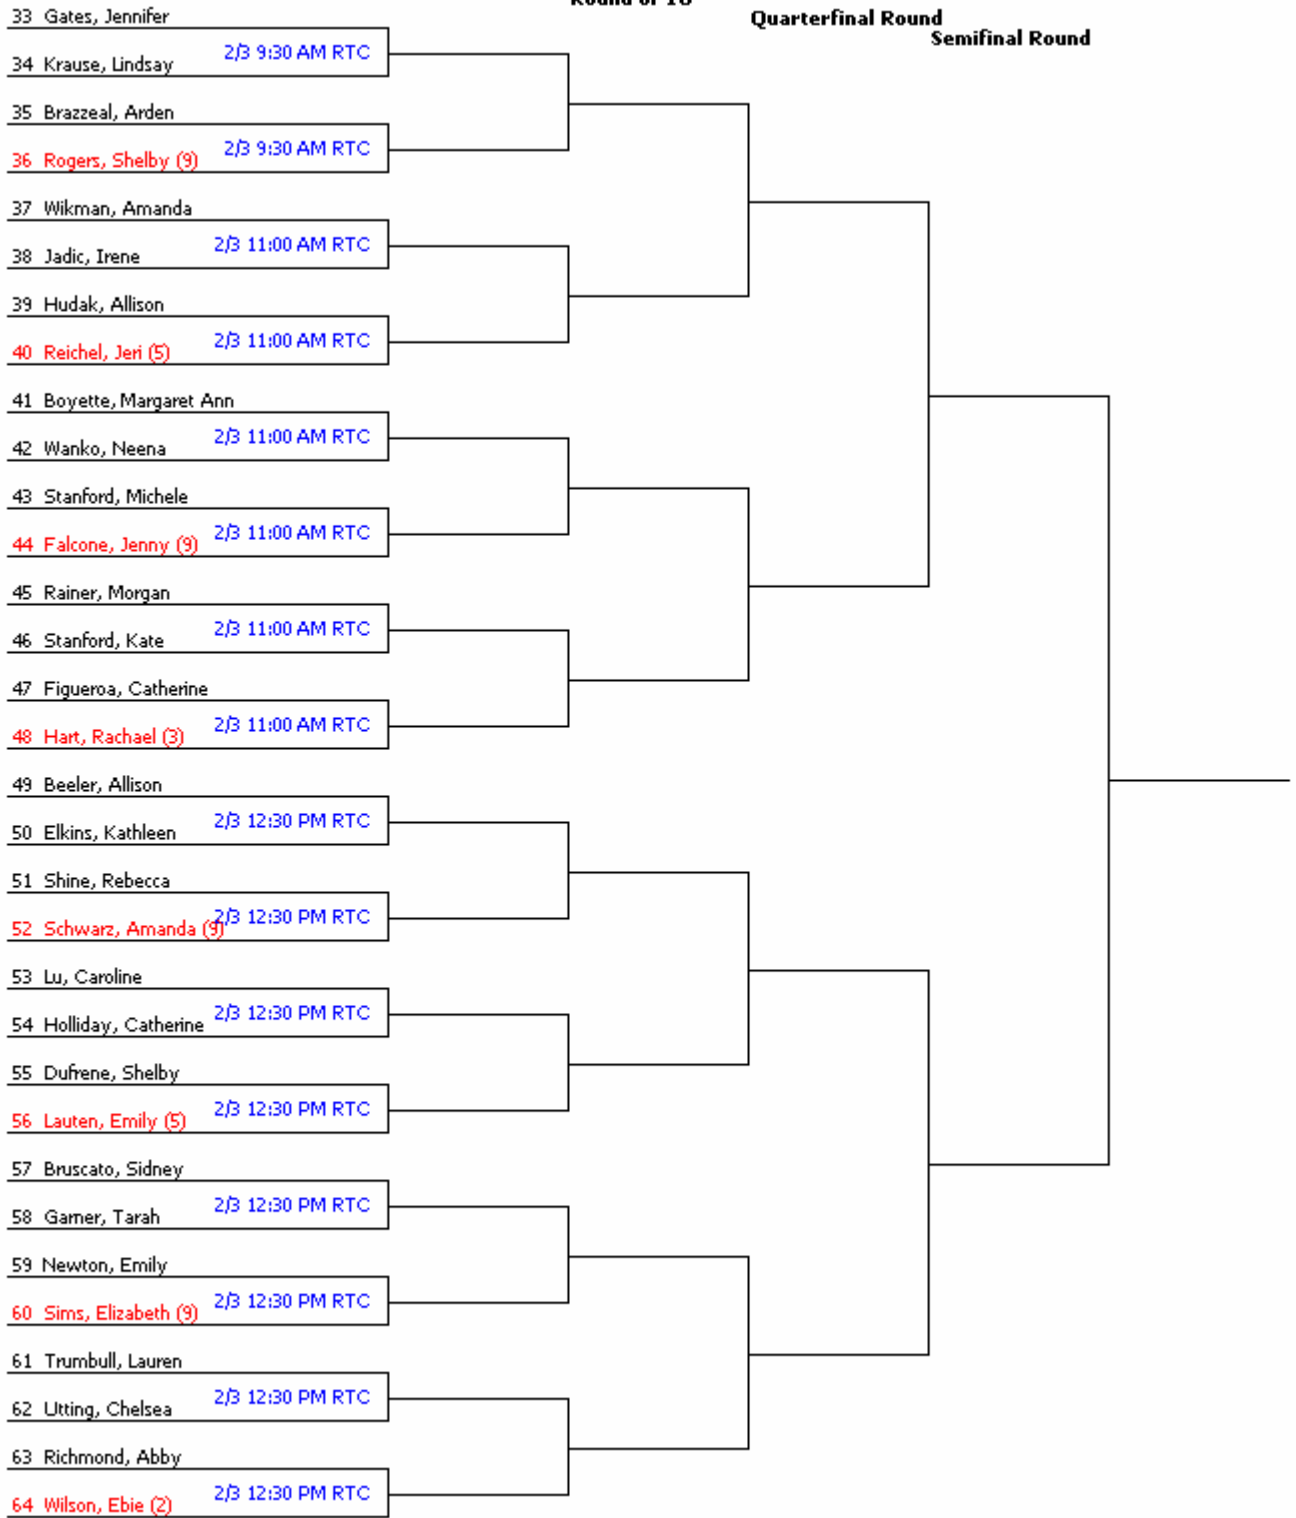 Round of 16
Quarterfinal Round
Semifinal Round
33 Gates, Jennifer
2/3 9:30 AM RTC
34 Krause, Lindsay
35 Brazzeal, Arden
2/3 9:30 AM RTC
36 Rogers, Shelby (9)
37 Wikman, Amanda
2/3 11:00 AM RTC
38 Jadic, Irene
39 Hudak, Allison
2/3 11:00 AM RTC
40 Reichel, Jeri (5)
41 Boyette, Margaret Ann
2/3 11:00 AM RTC
42 Wanko, Neena
43 Stanford, Michele
2/3 11:00 AM RTC
44 Falcone, Jenny (9)
45 Rainer, Morgan
2/3 11:00 AM RTC
46 Stanford, Kate
47 Figueroa, Catherine
2/3 11:00 AM RTC
48 Hart, Rachael (3)
49 Beeler, Allison
2/3 12:30 PM RTC
50 Elkins, Kathleen
51 Shine, Rebecca
2/3 12:30 PM RTC
52 Schwarz, Amanda (9)
53 Lu, Caroline
2/3 12:30 PM RTC
54 Holliday, Catherine
55 Dufrene, Shelby
2/3 12:30 PM RTC
56 Lauten, Emily (5)
57 Bruscato, Sidney
2/3 12:30 PM RTC
58 Garner, Tarah
59 Newton, Emily
2/3 12:30 PM RTC
60 Sims, Elizabeth (9)
61 Trumbull, Lauren
2/3 12:30 PM RTC
62 Utting, Chelsea
63 Richmond, Abby
2/3 12:30 PM RTC
64 Wilson, Ebie (2)